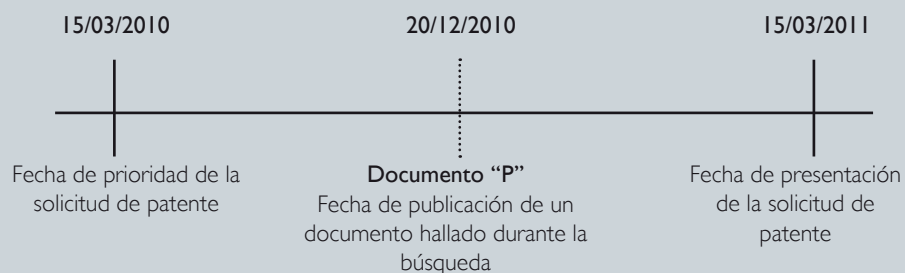 15/03/2010
20/12/2010
15/03/2011
Fecha de prioridad de la
solicitud de patente
Documento “P”
Fecha de publicación de un
documento hallado durante la
búsqueda
Fecha de presentación
de la solicitud de
patente